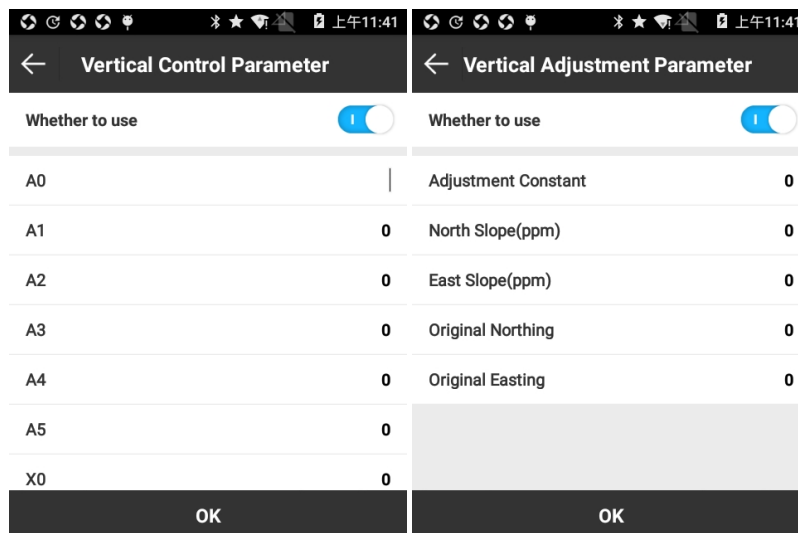 上午11:41
Vertical Control Parameter
Whether to use
A0
A1 0
A2 0
A3 0
A4 0
A5 0
X0 0
OK
上午11:41
Vertical Adjustment Parameter
Whether to use
Adjustment Constant 0
North Slope(ppm) 0
East Slope(ppm) 0
Original Northing 0
Original Easting 0
OK